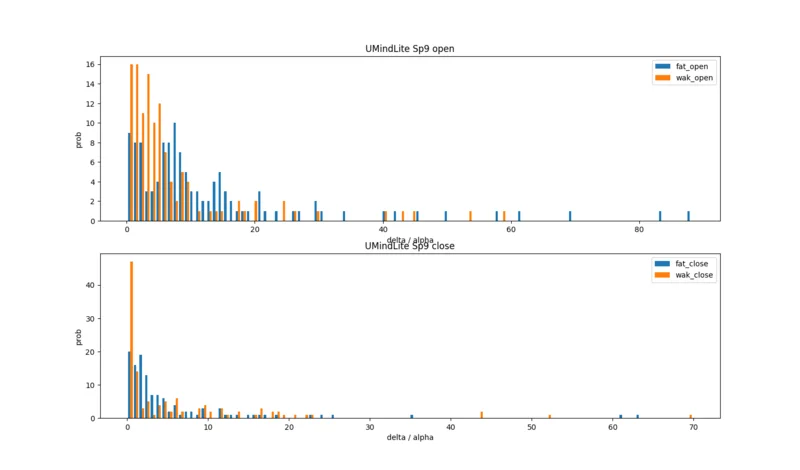 UMindLite Sp9 open
prob
16
14
12
10
8
6
4
2
0
fat_open
wak_open
0 20 40 60 80
delta / alpha
UMindLite Sp9 close
prob
40
30
20
10
0
fat_close
wak_close
0 10 20 30 40 50 60 70
delta / alpha